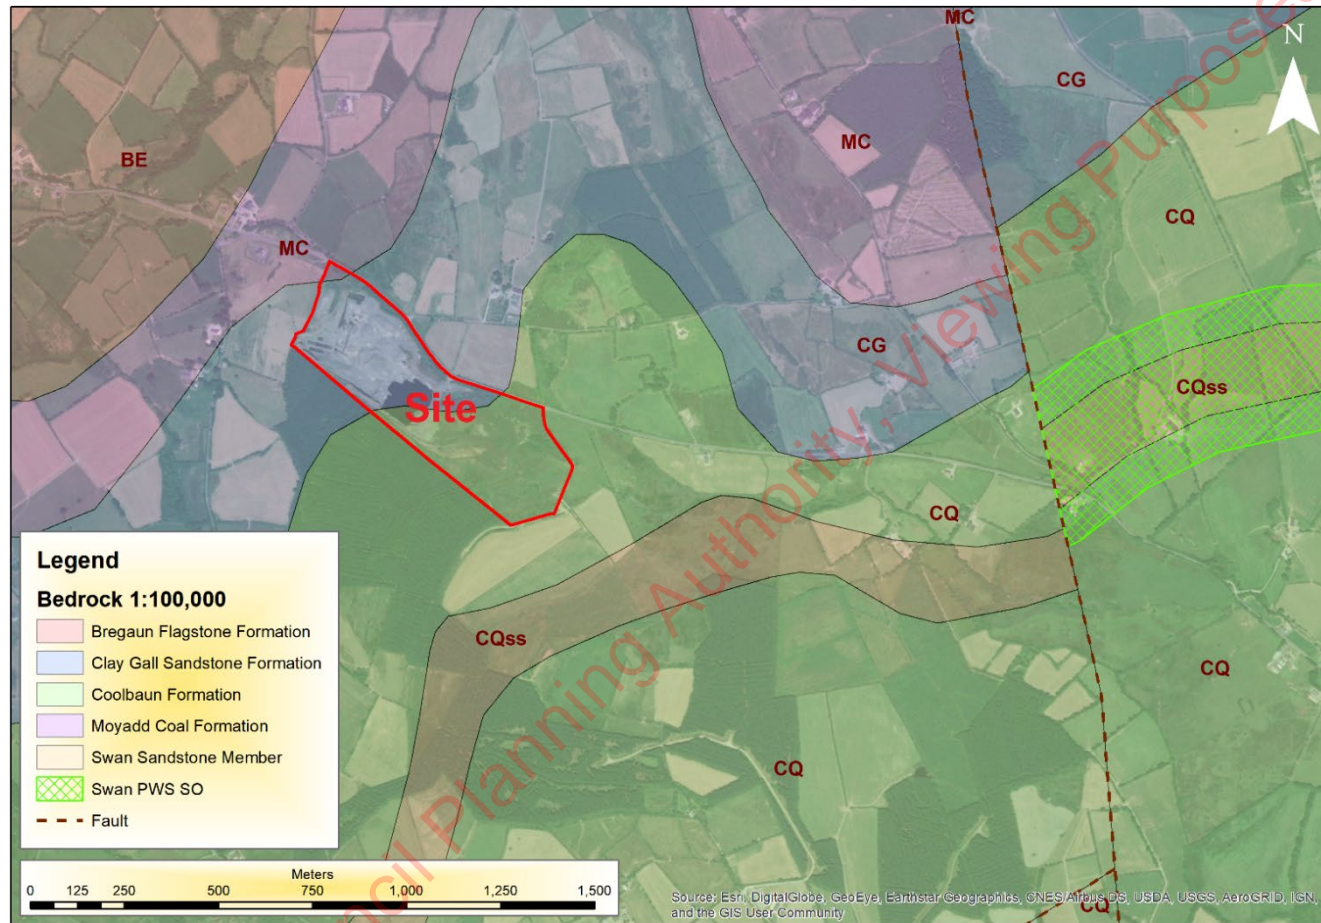 MC
N
CG
MC
BE
CQ
MC
CG
CQss
Site
CQ
CQss
CQ
CQ
CQ
Legend
Bedrock 1:100,000
Bregaun Flagstone Formation
Clay Gall Sandstone Formation
Coolbaun Formation
Moyadd Coal Formation
Swan Sandstone Member
Swan PWS SO
Fault
Meters
0 125 250 500 750 1,000 1,250 1,500
Source: Esri, DigitalGlobe, GeoEye, Earthstar Geographics, CNES/Airbus DS, USDA, USGS, AeroGRID, IGN,
and the GIS User Community
Planning Authority, Viewing Purposes